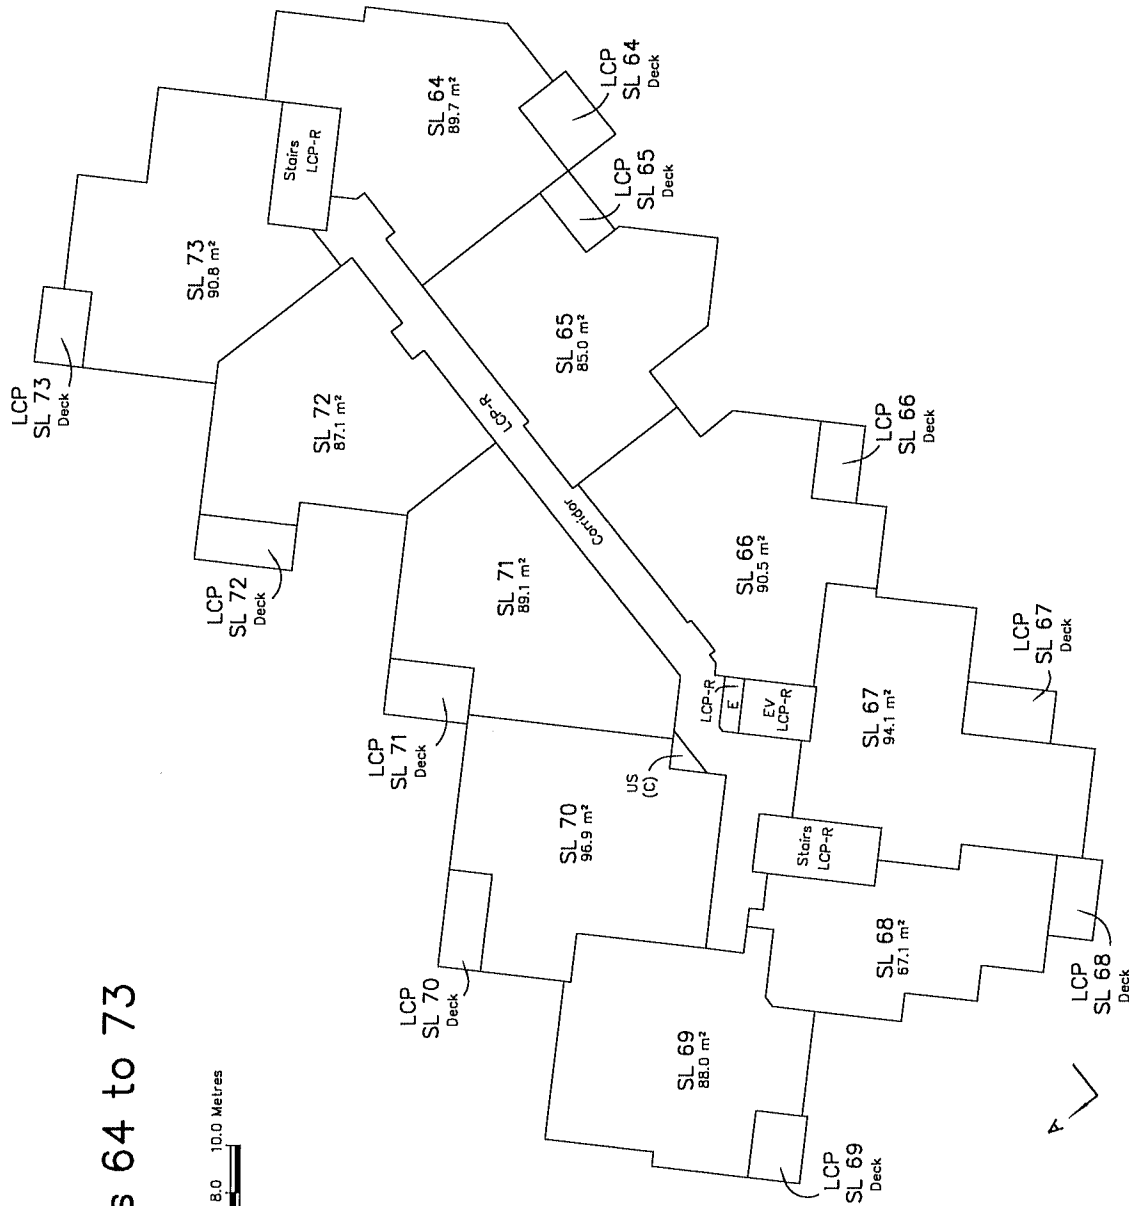 s 64 to 73
8.0
10.0 Metres
SL 64
89.7 m²
LCP
SL 64
Deck
Stairs
LCP-R
LCP
SL 65
Deck
SL 73
90.8 m²
LCP
SL 73
Deck
SL 65
85.0 m²
SL 72
87.1 m²
LCP
SL 72
Deck
LCP-R
Corridor
LCP
SL 66
Deck
SL 66
90.5 m²
SL 71
89.1 m²
LCP
SL 71
Deck
LCP
SL 67
Deck
SL 67
94.1 m²
LCP-R
E
EV
LCP-R
US
(C)
SL 70
96.9 m²
LCP
SL 70
Deck
Stairs
LCP-R
SL 68
67.1 m²
LCP
SL 68
Deck
SL 69
88.0 m²
LCP
SL 69
Deck
A